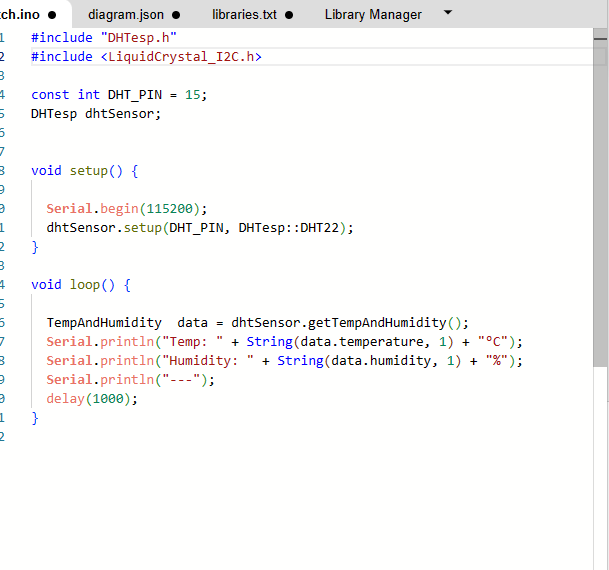 ch.ino diagram.json libraries.txt Library Manager
1 #include "DHTesp.h"
2 #include <LiquidCrystal_I2C.h>
3
4 const int DHT_PIN = 15;
5 DHTesp dhtSensor;
6
7
8 void setup() {
9
0 Serial.begin(115200);
1 dhtSensor.setup(DHT_PIN, DHTesp::DHT22);
2 }
3
4 void loop() {
5
6 TempAndHumidity  data = dhtSensor.getTempAndHumidity();
7 Serial.println("Temp: " + String(data.temperature, 1) + "°C");
8 Serial.println("Humidity: " + String(data.humidity, 1) + "%");
9 Serial.println("---");
0 delay(1000);
1 }
2